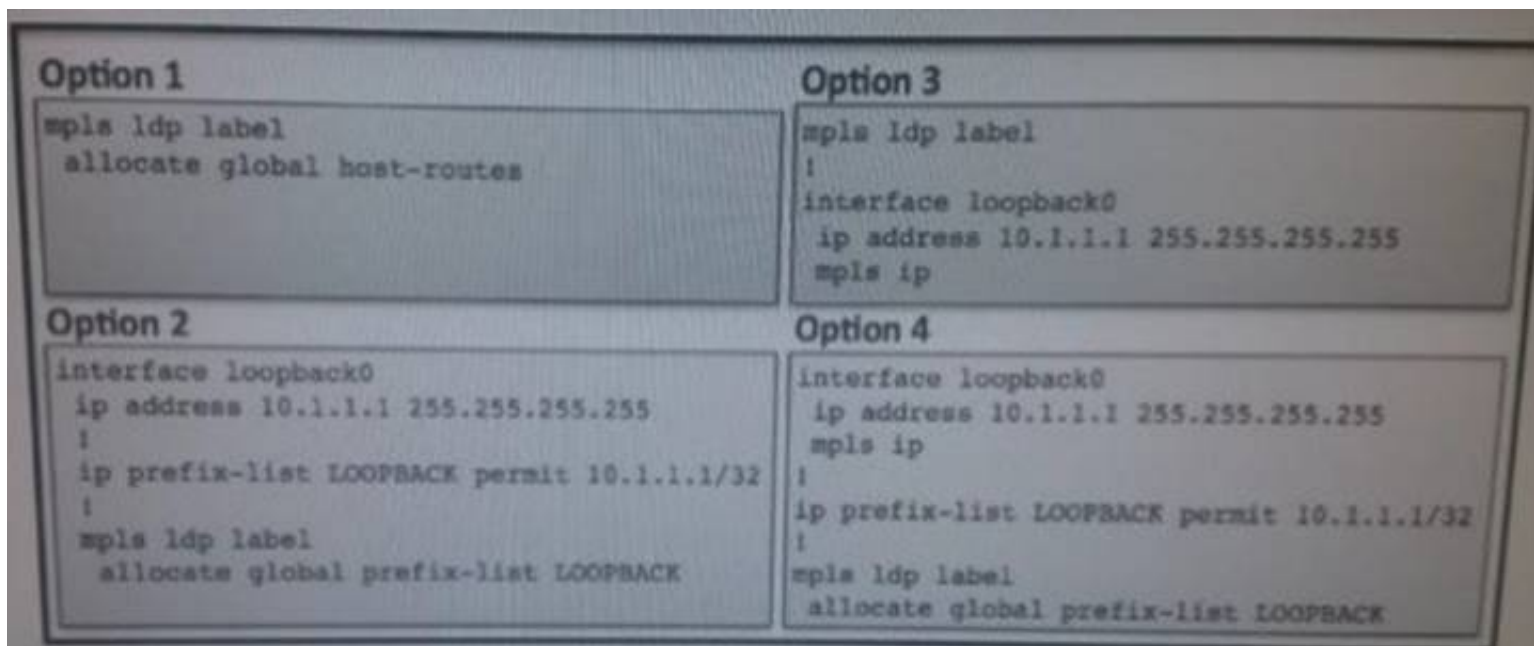 Option 1
mpls ldp label
allocate global host-routes
Option 2
interface loopback0
ip address 10.1.1.1 255.255.255.255
!
ip prefix-list LOOPBACK permit 10.1.1.1/32
!
mpls ldp label
allocate global prefix-list LOOPBACK
Option 3
mpls ldp label
!
interface loopback0
ip address 10.1.1.1 255.255.255.255
mpls ip
Option 4
interface loopback0
ip address 10.1.1.1 255.255.255.255
mpls ip
!
ip prefix-list LOOPBACK permit 10.1.1.1/32
!
mpls ldp label
allocate global prefix-list LOOPBACK